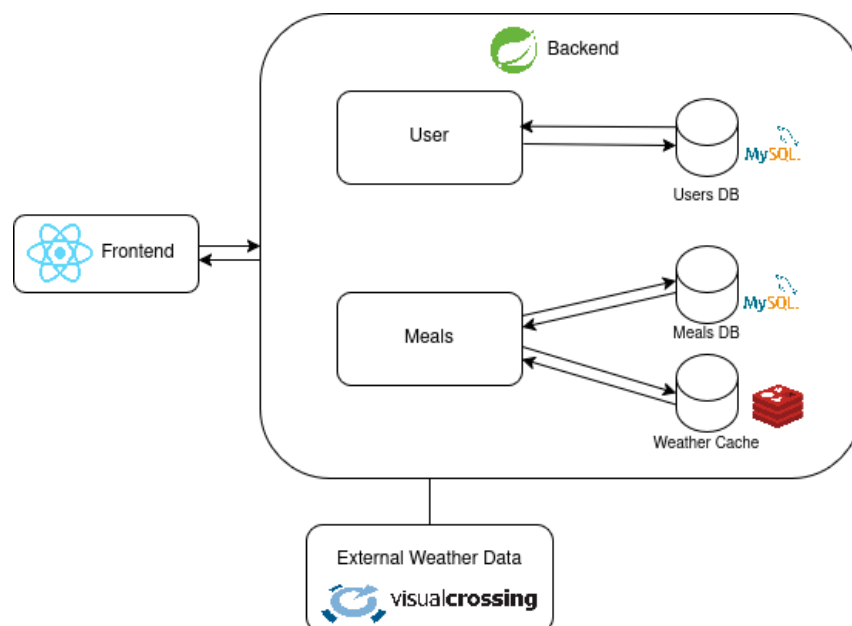 Backend
User
MySQL.
Users DB
Frontend
Meals
MySQL.
Meals DB
Weather Cache
External Weather Data
visualcrossing